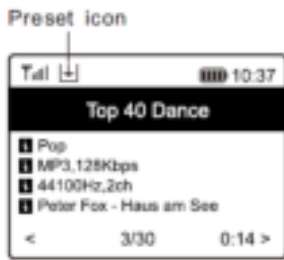 Preset icon
10:37
Top 40 Dance
Pop
MP3,128Kbps
44100Hz,2ch
Peter Fox - Haus am See
< 3/30 0:14 >